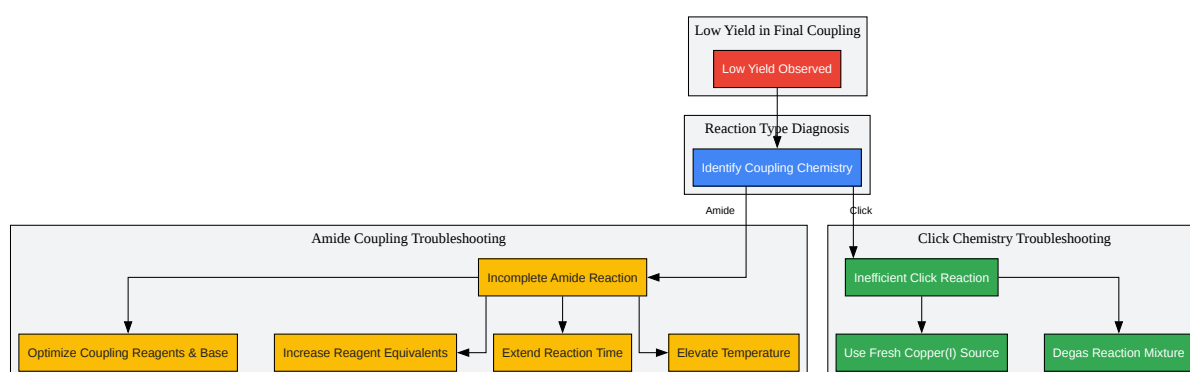 Low Yield in Final Coupling
Low Yield Observed
Reaction Type Diagnosis
Identify Coupling Chemistry
Amide
Click
Amide Coupling Troubleshooting
Click Chemistry Troubleshooting
Incomplete Amide Reaction
Inefficient Click Reaction
Optimize Coupling Reagents & Base
Increase Reagent Equivalents
Extend Reaction Time
Elevate Temperature
Use Fresh Copper(I) Source
Degas Reaction Mixture